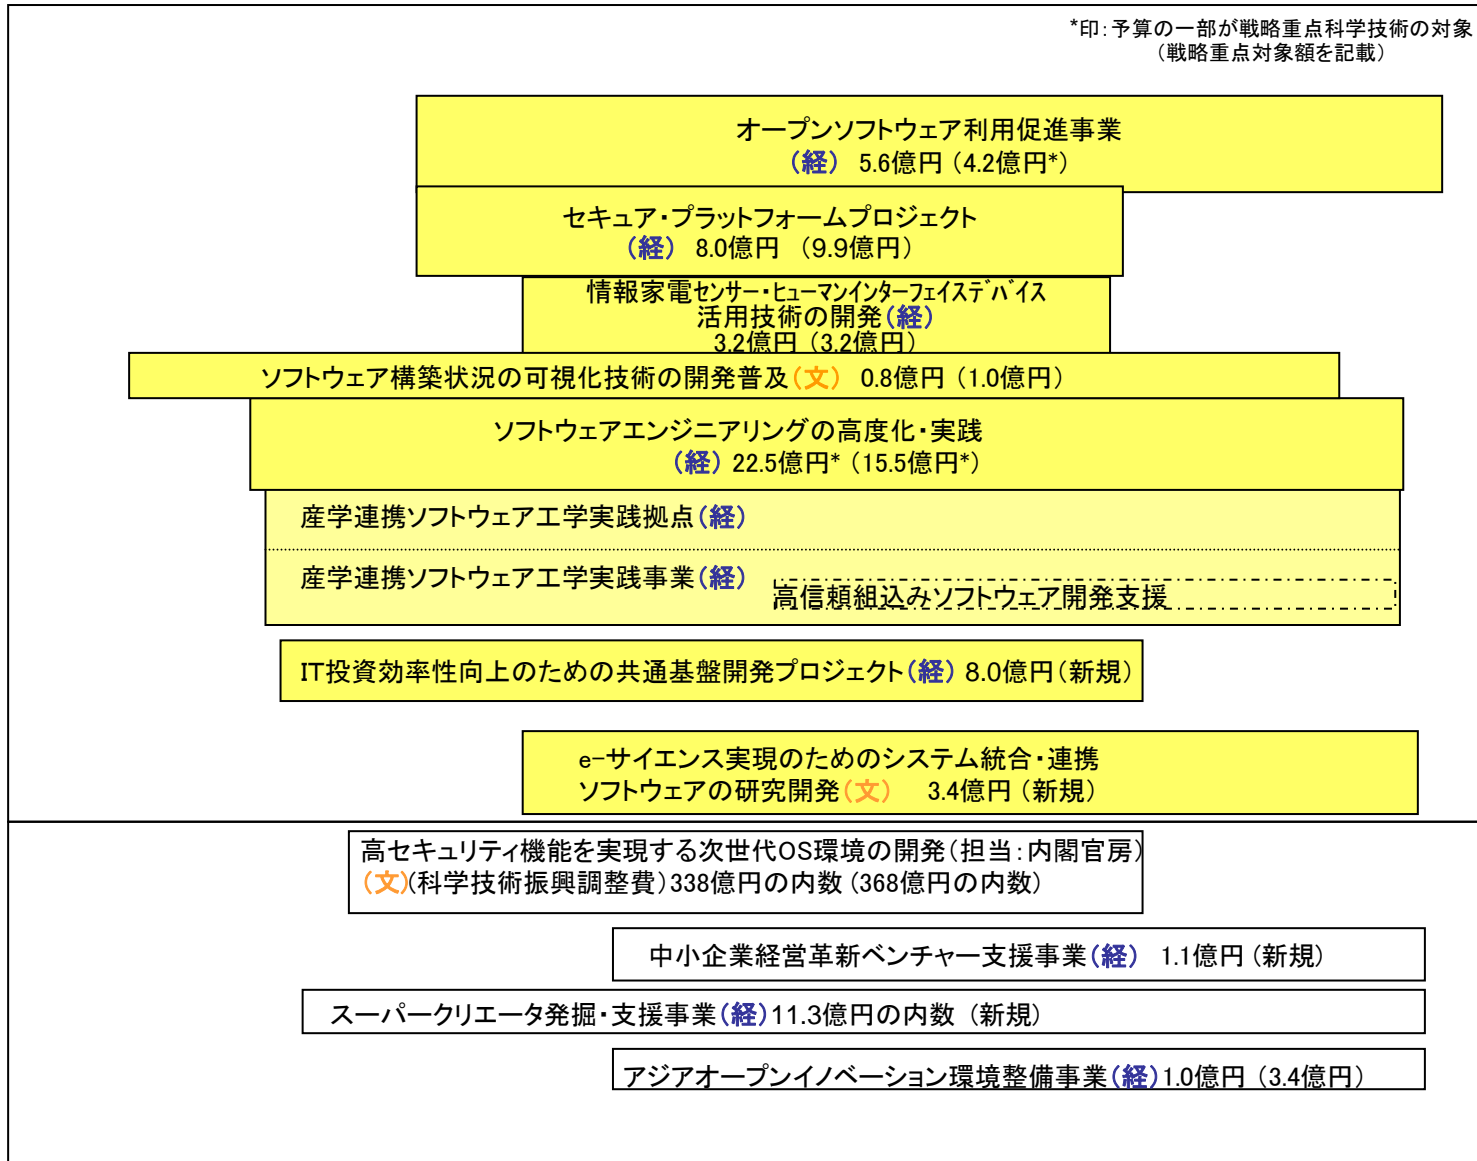 *印:予算の一部が戦略重点科学技術の対象
(戦略重点対象額を記載)
オープンソフトウェア利用促進事業
(経) 5.6億円 (4.2億円*)
セキュア・プラットフォームプロジェクト
(経) 8.0億円 (9.9億円)
情報家電センサー・ヒューマンインターフェイスデバイス
活用技術の開発(経)
3.2億円 (3.2億円)
ソフトウェア構築状況の可視化技術の開発普及(文) 0.8億円 (1.0億円)
ソフトウェアエンジニアリングの高度化・実践
(経) 22.5億円* (15.5億円*)
産学連携ソフトウェア工学実践拠点(経)
産学連携ソフトウェア工学実践事業(経)
高信頼組込みソフトウェア開発支援
IT投資効率性向上のための共通基盤開発プロジェクト(経) 8.0億円(新規)
e-サイエンス実現のためのシステム統合・連携
ソフトウェアの研究開発(文) 3.4億円 (新規)
高セキュリティ機能を実現する次世代OS環境の開発(担当:内閣官房)
(文)(科学技術振興調整費)338億円の内数 (368億円の内数)
中小企業経営革新ベンチャー支援事業(経) 1.1億円 (新規)
スーパークリエータ発掘・支援事業(経)11.3億円の内数 (新規)
アジアオープンイノベーション環境整備事業(経)1.0億円 (3.4億円)